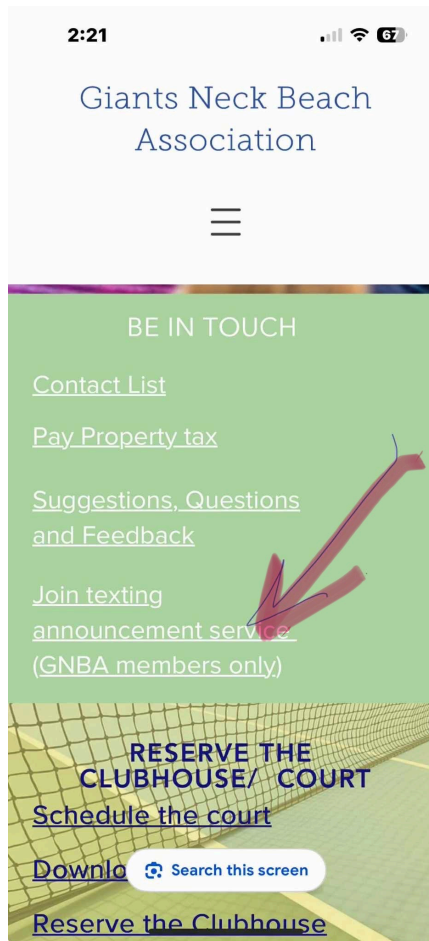 2:21
67
Giants Neck Beach
Association
BE IN TOUCH
Contact List
Pay Property tax
Suggestions, Questions
and Feedback
Join texting
announcement service
(GNBA members only)
RESERVE THE
CLUBHOUSE/ COURT
Schedule the court
Search this screen
Reserve the Clubhouse